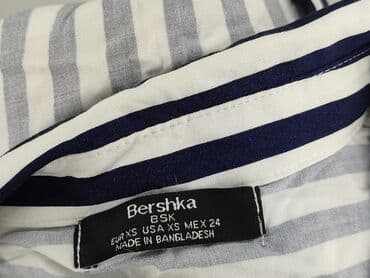 Bershka
BSK
EUR XS USA XS MEX 24
MADE IN BANGLADESH